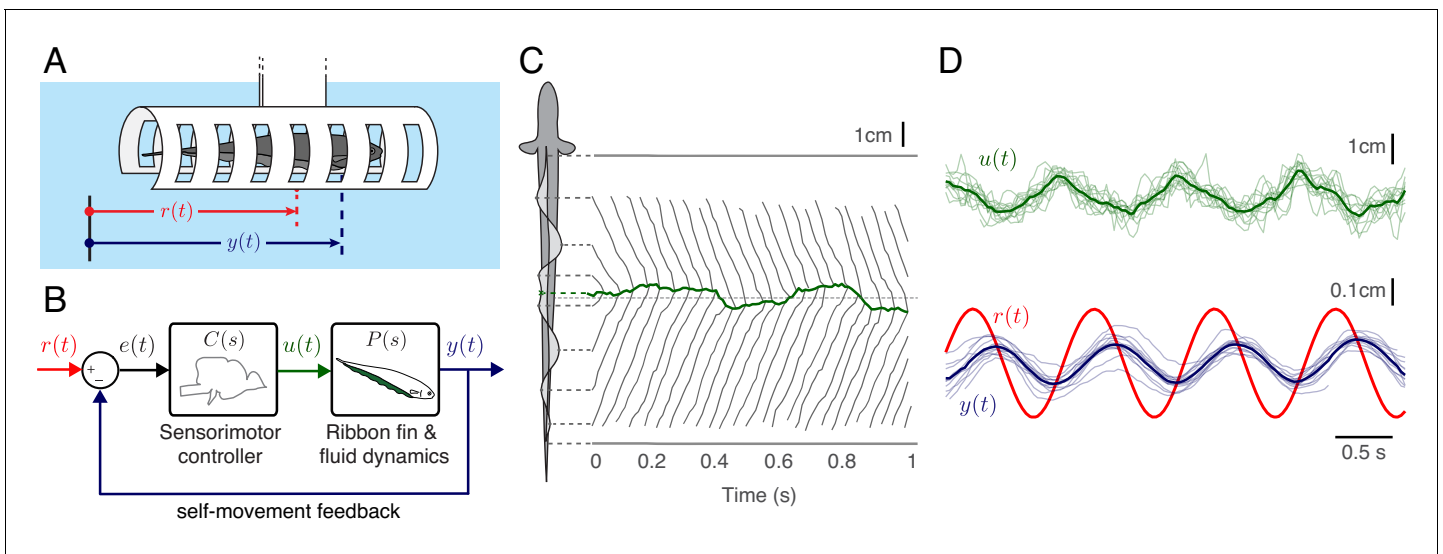 A
r(t)
y(t)
B
r(t)
+
−
e(t)
C(s)
u(t)
P(s)
y(t)
Sensorimotor
controller
Ribbon fin &
fluid dynamics
self-movement feedback
C
1cm
0 0.2 0.4 0.6 0.8 1
Time (s)
D
1cm
u(t)
0.1cm
r(t)
y(t)
0.5 s